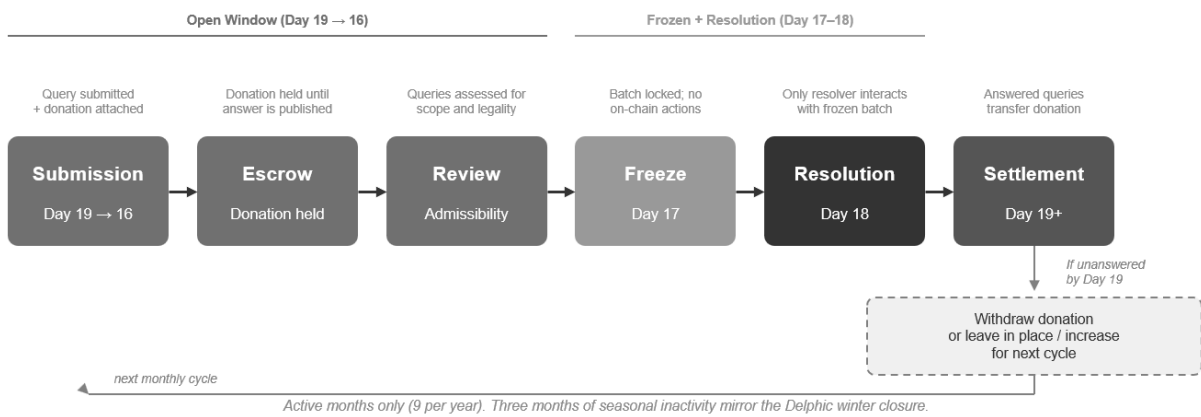 Open Window (Day 19 → 16)
Frozen + Resolution (Day 17–18)
Query submitted
+ donation attached
Donation held until
answer is published
Queries assessed for
scope and legality
Batch locked; no
on-chain actions
Only resolver interacts
with frozen batch
Answered queries
transfer donation
Submission
Day 19 → 16
Escrow
Donation held
Review
Admissibility
Freeze
Day 17
Resolution
Day 18
Settlement
Day 19+
If unanswered
by Day 19
Withdraw donation
or leave in place / increase
for next cycle
next monthly cycle
Active months only (9 per year). Three months of seasonal inactivity mirror the Delphic winter closure.